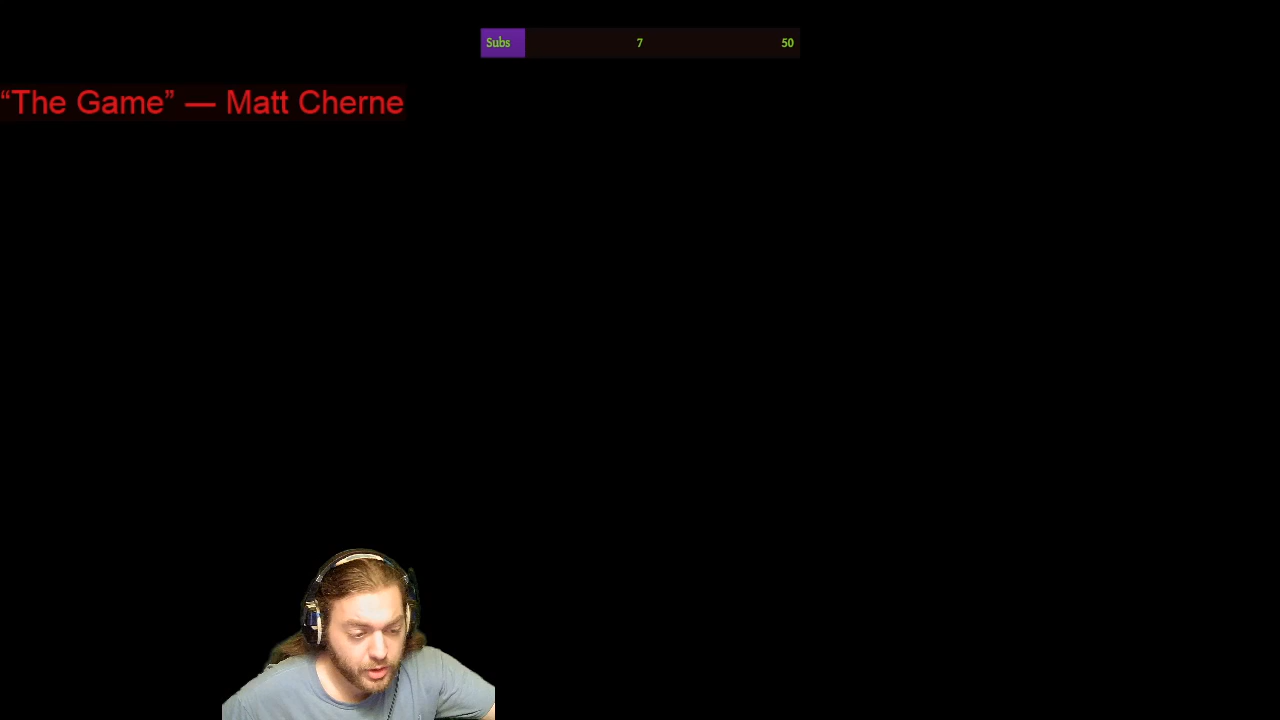 Subs 7 50
“The Game” — Matt Cherne